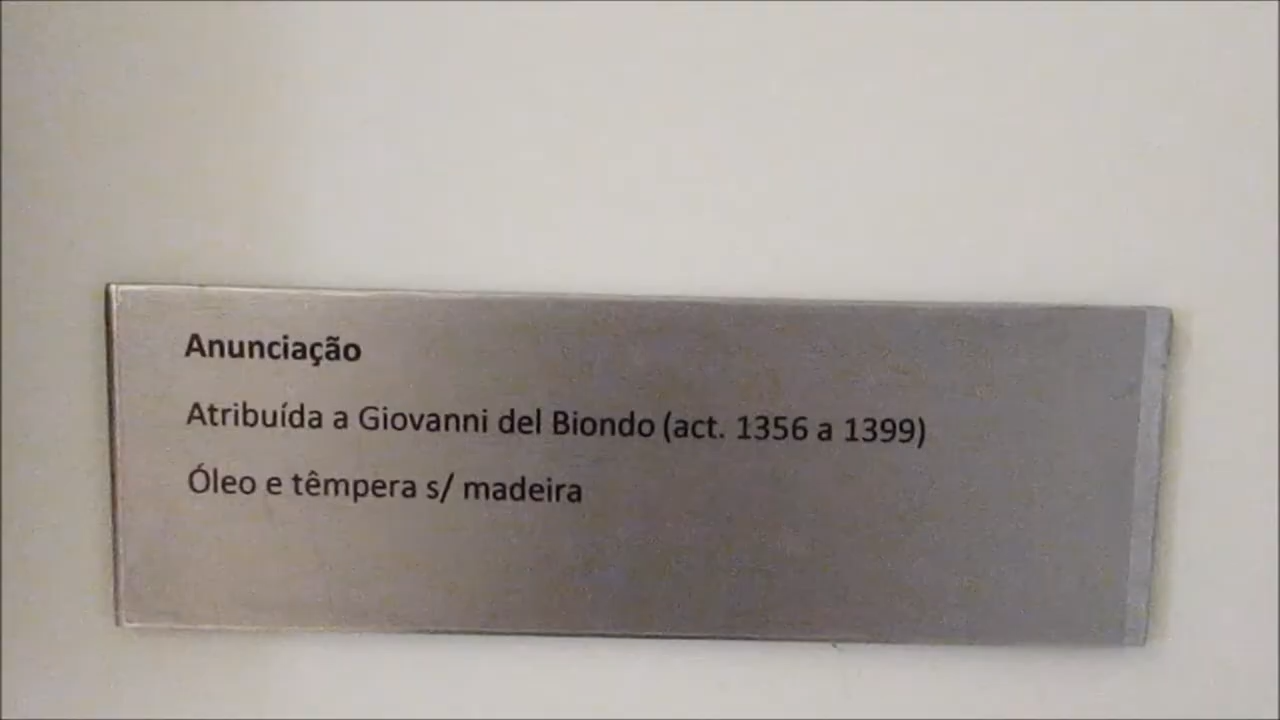 Anunciação
Atribuída a Giovanni del Biondo (act. 1356 a 1399)
Óleo e têmpera s/ madeira